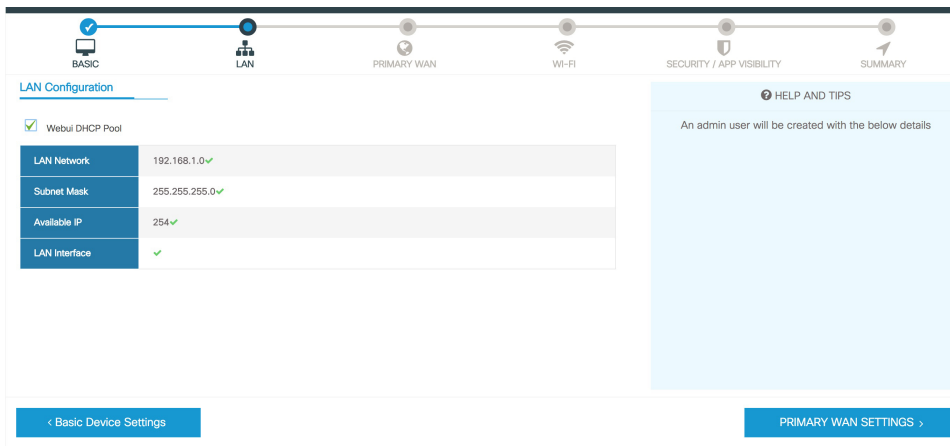 BASIC
LAN
PRIMARY WAN
WI-FI
SECURITY / APP VISIBILITY
SUMMARY
LAN Configuration
Webui DHCP Pool
LAN Network 192.168.1.0
Subnet Mask 255.255.255.0
Available IP 254
LAN Interface
HELP AND TIPS
An admin user will be created with the below details
< Basic Device Settings
PRIMARY WAN SETTINGS >